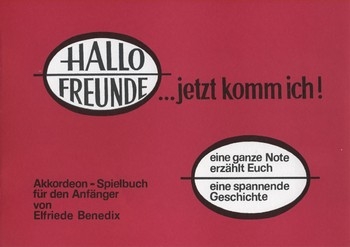 HALLO
FREUNDE
...jetzt komm ich!
eine ganze Note
erzählt Euch
eine spannende
Geschichte
Akkordeon-Spielbuch
für den Anfänger
von
Elfriede Benedix